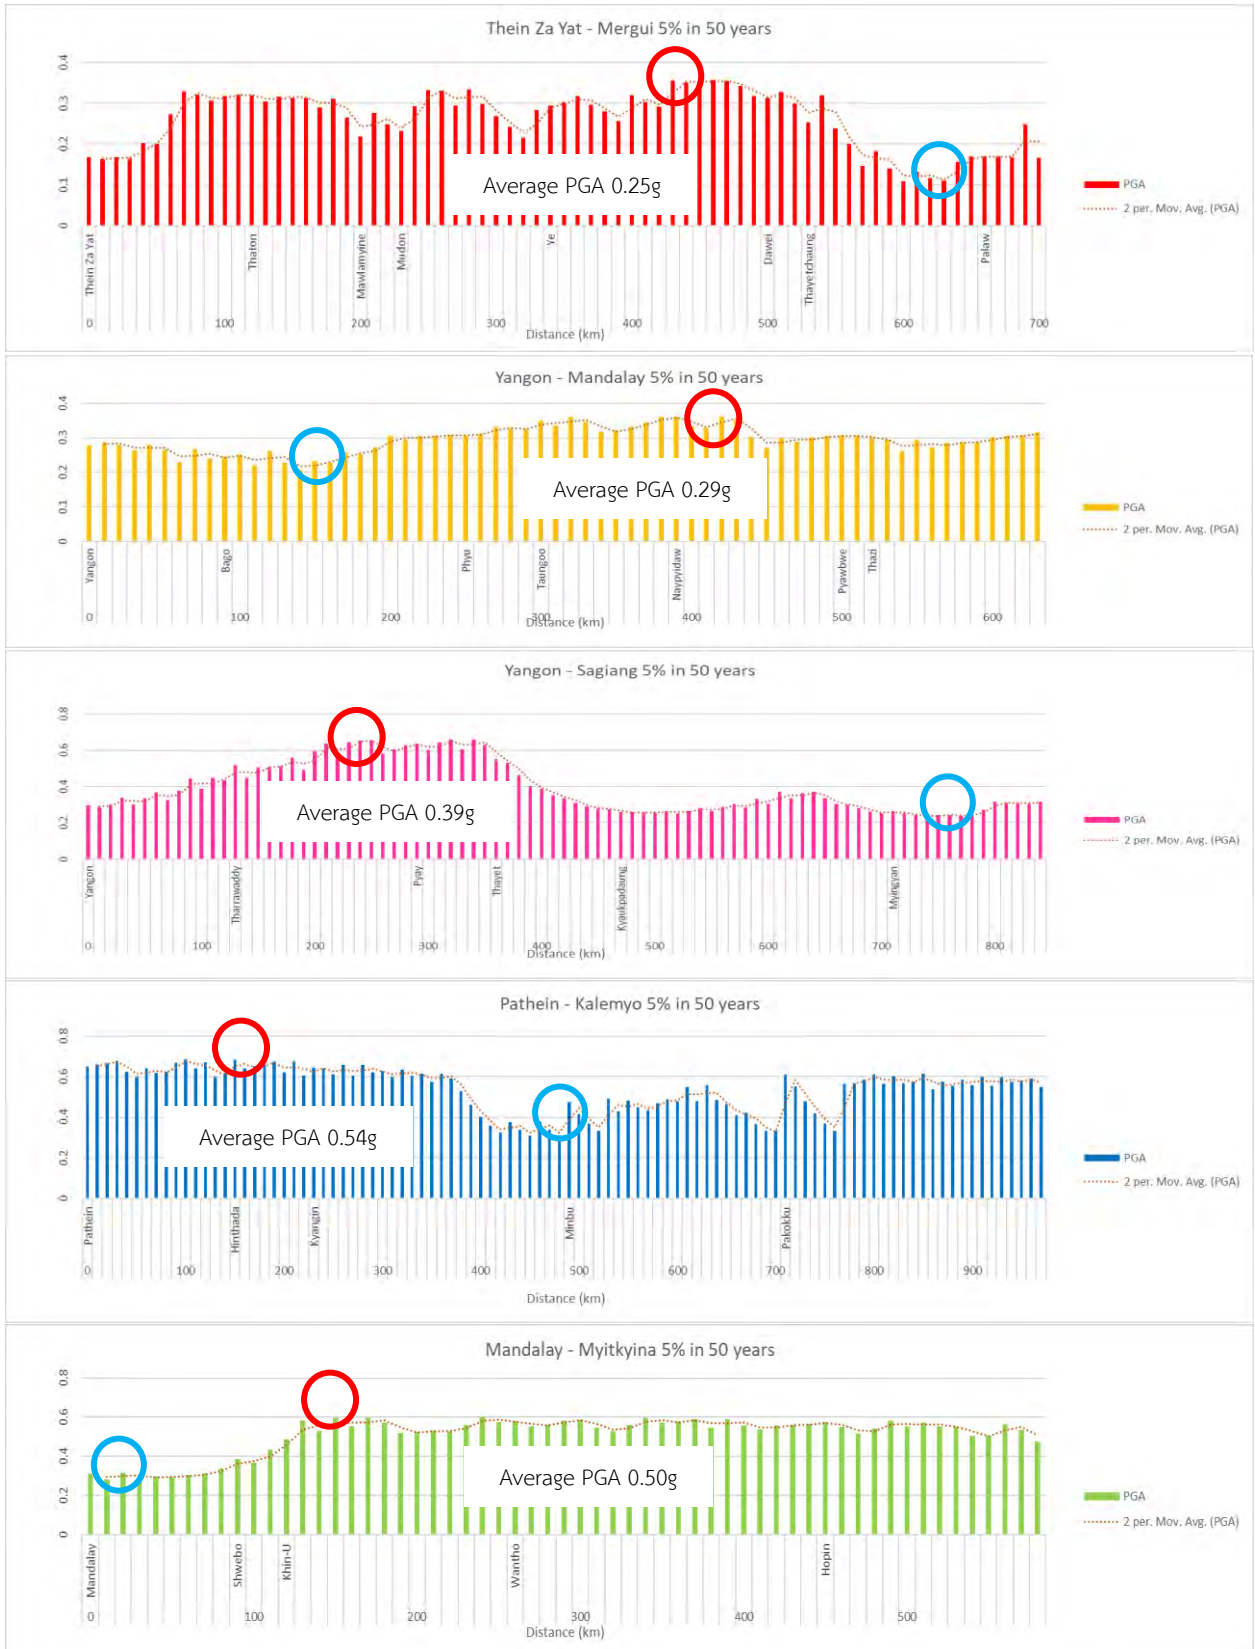 Thein Za Yat - Mergui 5% in 50 years
0.4
0.3
0.2
0.1
0
Average PGA 0.25g
PGA
2 per. Mov. Avg. (PGA)
Thein Za Yat
Thaton
Mawlamyine
Mudon
Ye
Dawei
Thayetchaung
Palaw
0 100 200 300 400 500 600 700
Distance (km)
Yangon - Mandalay 5% in 50 years
0.4
0.3
0.2
0.1
0
Average PGA 0.29g
PGA
2 per. Mov. Avg. (PGA)
Yangon
Bago
Phyu
Taungoo
Naypyidaw
Pyawbwe
Thazi
0 100 200 300 400 500 600
Distance (km)
Yangon - Sagiang 5% in 50 years
0.8
0.6
0.4
0.2
0
Average PGA 0.39g
PGA
2 per. Mov. Avg. (PGA)
Yangon
Tharrawaddy
Pyay
Thayet
Kyaukpadaung
Myingyan
0 100 200 300 400 500 600 700 800
Distance (km)
Pathein - Kalemyo 5% in 50 years
0.8
0.6
0.4
0.2
0
Average PGA 0.54g
PGA
2 per. Mov. Avg. (PGA)
Pathein
Hinthada
Kyangin
Minbu
Pakokku
0 100 200 300 400 500 600 700 800 900
Distance (km)
Mandalay - Myitkyina 5% in 50 years
0.8
0.6
0.4
0.2
0
Average PGA 0.50g
PGA
2 per. Mov. Avg. (PGA)
Mandalay
Shwebo
Khin-U
Wantho
Hopin
0 100 200 300 400 500
Distance (km)